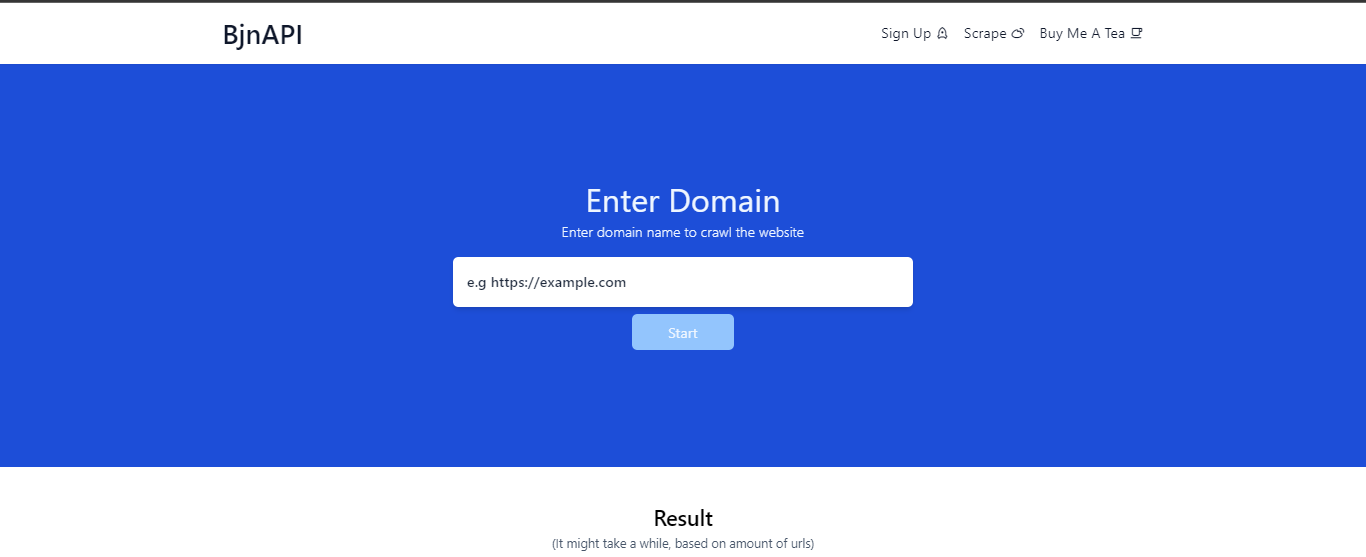 BjnAPI
Sign Up
Scrape
Buy Me A Tea
Enter Domain
Enter domain name to crawl the website
e.g https://example.com
Start
Result
(It might take a while, based on amount of urls)